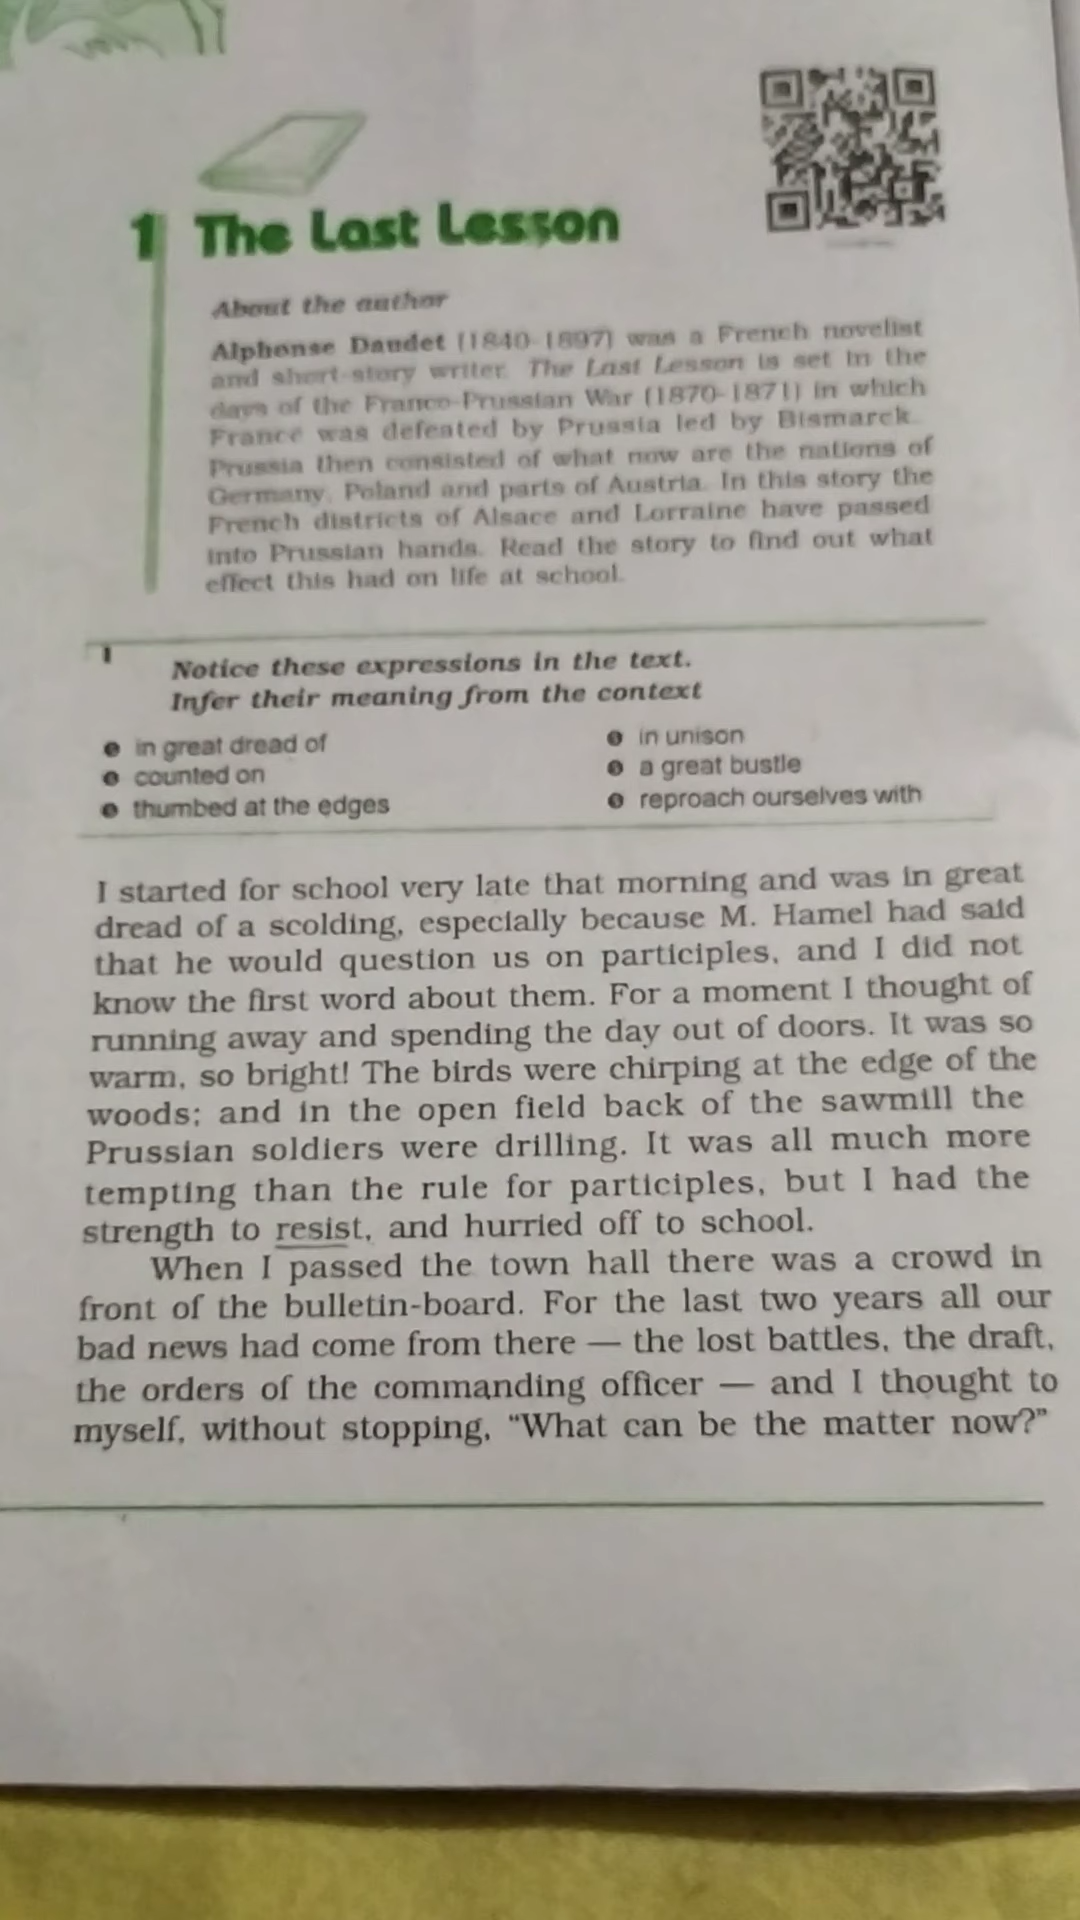 1 The Last Lesson
About the author
Alphonse Daudet (1840-1897) was a French novelist
and short-story writer. The Last Lesson is set in the
days of the Franco-Prussian War (1870-1871) in which
France was defeated by Prussia led by Bismarck.
Prussia then consisted of what now are the nations of
Germany, Poland and parts of Austria. In this story the
French districts of Alsace and Lorraine have passed
into Prussian hands. Read the story to find out what
effect this had on life at school.
Notice these expressions in the text.
Infer their meaning from the context
in great dread of
counted on
thumbed at the edges
in unison
a great bustle
reproach ourselves with
I started for school very late that morning and was in great
dread of a scolding, especially because M. Hamel had said
that he would question us on participles, and I did not
know the first word about them. For a moment I thought of
running away and spending the day out of doors. It was so
warm, so bright! The birds were chirping at the edge of the
woods; and in the open field back of the sawmill the
Prussian soldiers were drilling. It was all much more
tempting than the rule for participles, but I had the
strength to resist, and hurried off to school.
When I passed the town hall there was a crowd in
front of the bulletin-board. For the last two years all our
bad news had come from there — the lost battles, the draft,
the orders of the commanding officer — and I thought to
myself, without stopping, “What can be the matter now?”